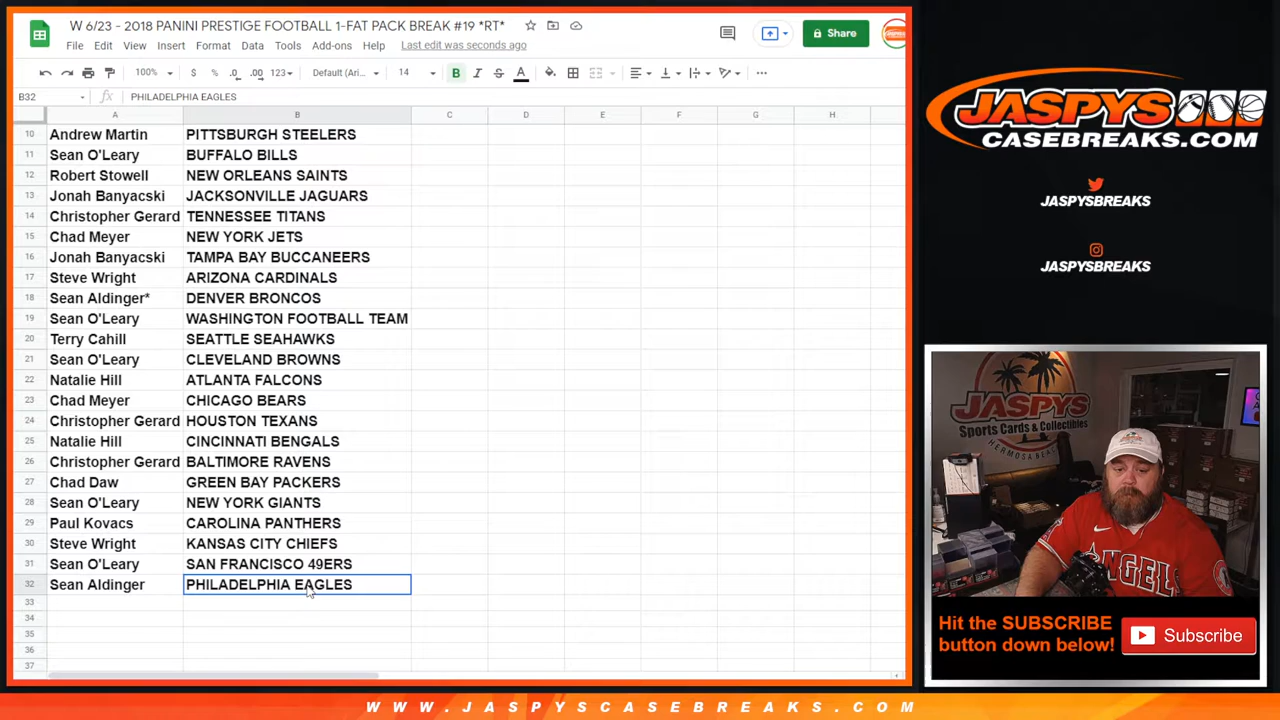 W 6/23 - 2018 PANINI PRESTIGE FOOTBALL 1-FAT PACK BREAK #19 *RT*
File Edit View Insert Format Data Tools Add-ons Help Last edit was seconds ago
Share
100% $ % .0 .00 123 Default (Ari... 14 B I S A
B32 fx PHILADELPHIA EAGLES
A B C D E F G H
10 Andrew Martin PITTSBURGH STEELERS
11 Sean O'Leary BUFFALO BILLS
12 Robert Stowell NEW ORLEANS SAINTS
13 Jonah Banyacski JACKSONVILLE JAGUARS
14 Christopher Gerard TENNESSEE TITANS
15 Chad Meyer NEW YORK JETS
16 Jonah Banyacski TAMPA BAY BUCCANEERS
17 Steve Wright ARIZONA CARDINALS
18 Sean Aldinger* DENVER BRONCOS
19 Sean O'Leary WASHINGTON FOOTBALL TEAM
20 Terry Cahill SEATTLE SEAHAWKS
21 Sean O'Leary CLEVELAND BROWNS
22 Natalie Hill ATLANTA FALCONS
23 Chad Meyer CHICAGO BEARS
24 Christopher Gerard HOUSTON TEXANS
25 Natalie Hill CINCINNATI BENGALS
26 Christopher Gerard BALTIMORE RAVENS
27 Chad Daw GREEN BAY PACKERS
28 Sean O'Leary NEW YORK GIANTS
29 Paul Kovacs CAROLINA PANTHERS
30 Steve Wright KANSAS CITY CHIEFS
31 Sean O'Leary SAN FRANCISCO 49ERS
32 Sean Aldinger PHILADELPHIA EAGLES
33
34
35
36
37
JASPYS
CASEBREAKS.COM
JASPYSBREAKS
JASPYSBREAKS
JASPYS
Sports Cards & Collectibles
HERMOSA BEACH
ANGELS
Hit the SUBSCRIBE
button down below!
Subscribe
WWW.JASPYSCASEBREAKS.COM